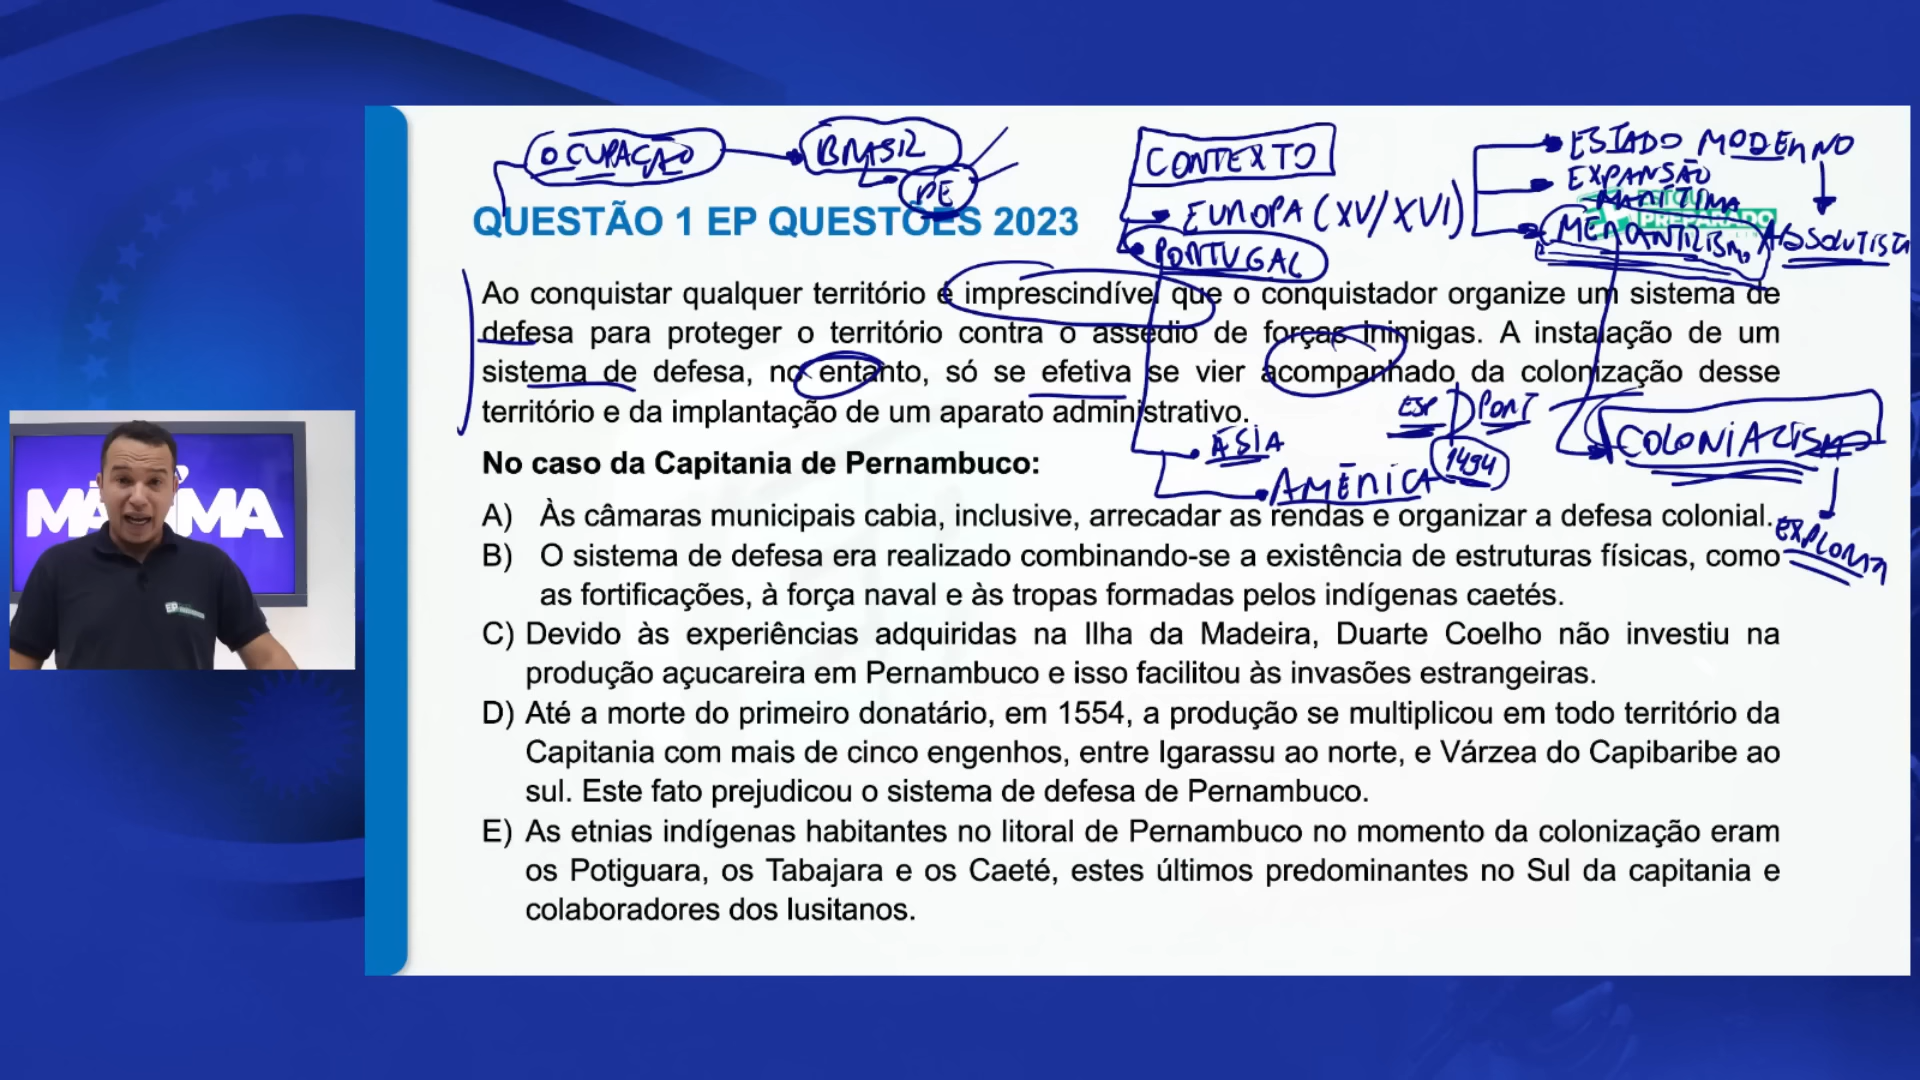 OCUPAÇÃO
BRASIL
PE
CONTEXTO
EUROPA (XV/XVI)
PORTUGAL
ESTADO MODERNO
EXPANSÃO
MARÍTIMA
MERCANTILISMO
ABSOLUTISTA
PREPARADO
QUESTÃO 1 EP QUESTÕES 2023
Ao conquistar qualquer território é imprescindível que o conquistador organize um sistema de
defesa para proteger o território contra o assédio de forças inimigas. A instalação de um
sistema de defesa, no entanto, só se efetiva se vier acompanhado da colonização desse
território e da implantação de um aparato administrativo.
ESP PORT
1494
COLONIALISMO
ÁSIA
AMÉRICA
EXPLORA
No caso da Capitania de Pernambuco:
A) Às câmaras municipais cabia, inclusive, arrecadar as rendas e organizar a defesa colonial.
B) O sistema de defesa era realizado combinando-se a existência de estruturas físicas, como
as fortificações, à força naval e às tropas formadas pelos indígenas caetés.
C) Devido às experiências adquiridas na Ilha da Madeira, Duarte Coelho não investiu na
produção açucareira em Pernambuco e isso facilitou às invasões estrangeiras.
D) Até a morte do primeiro donatário, em 1554, a produção se multiplicou em todo território da
Capitania com mais de cinco engenhos, entre Igarassu ao norte, e Várzea do Capibaribe ao
sul. Este fato prejudicou o sistema de defesa de Pernambuco.
E) As etnias indígenas habitantes no litoral de Pernambuco no momento da colonização eram
os Potiguara, os Tabajara e os Caeté, estes últimos predominantes no Sul da capitania e
colaboradores dos lusitanos.
EP